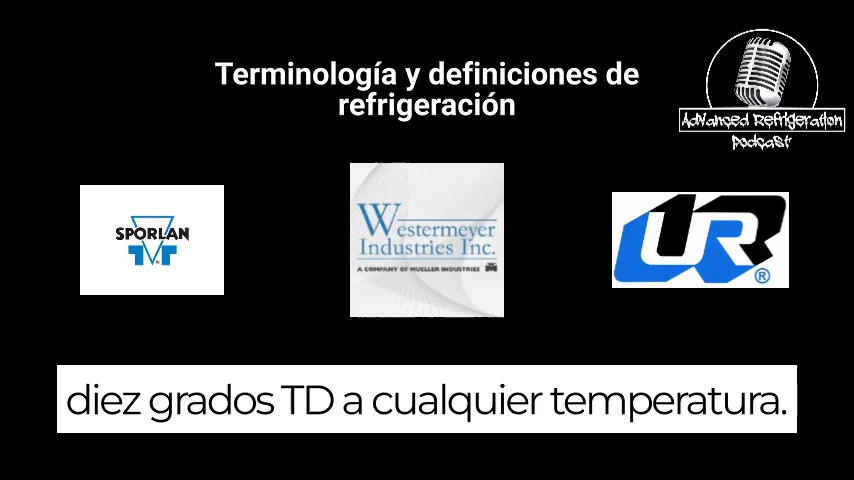 Terminología y definiciones de
refrigeración
Advanced Refrigeration
Podcast
SPORLAN
Westermeyer
Industries Inc.
A COMPANY OF MUELLER INDUSTRIES
UR
®
diez grados TD a cualquier temperatura.